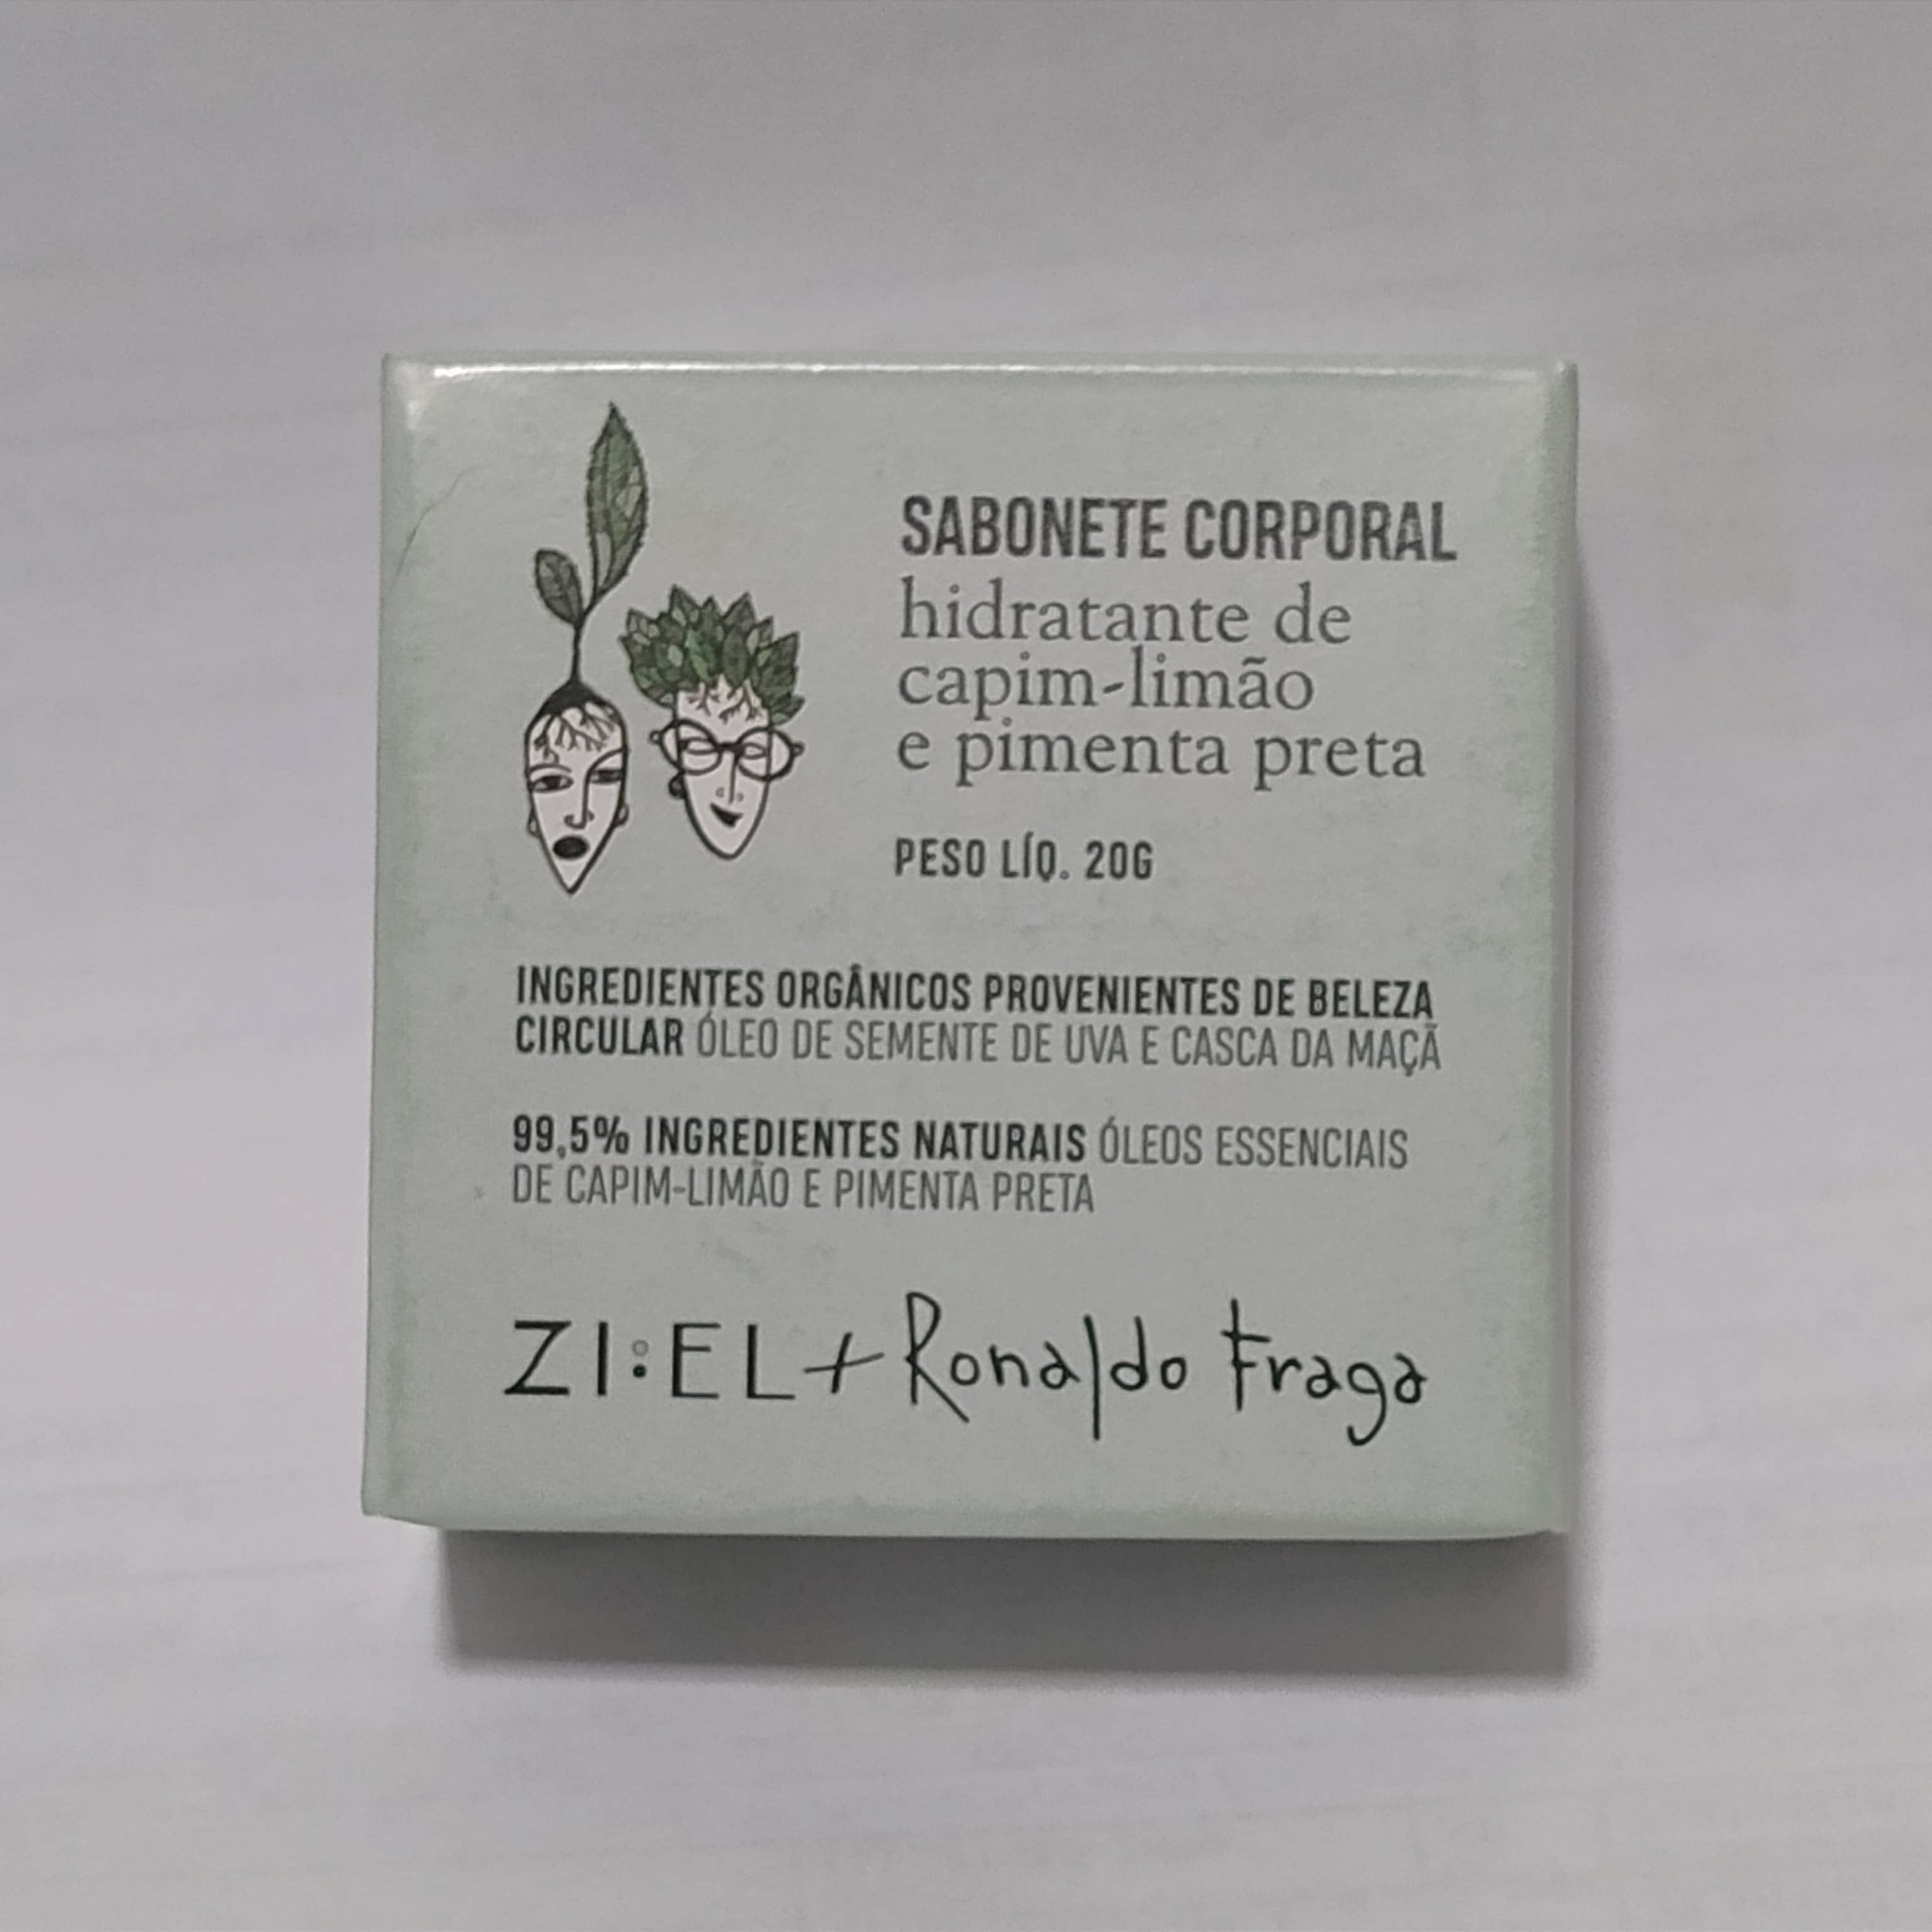 SABONETE CORPORAL
hidratante de
capim-limão
e pimenta preta
PESO LÍQ. 20G
INGREDIENTES ORGÂNICOS PROVENIENTES DE BELEZA
CIRCULAR ÓLEO DE SEMENTE DE UVA E CASCA DA MAÇÃ
99,5% INGREDIENTES NATURAIS ÓLEOS ESSENCIAIS
DE CAPIM-LIMÃO E PIMENTA PRETA
ZI:EL + Ronaldo Fraga